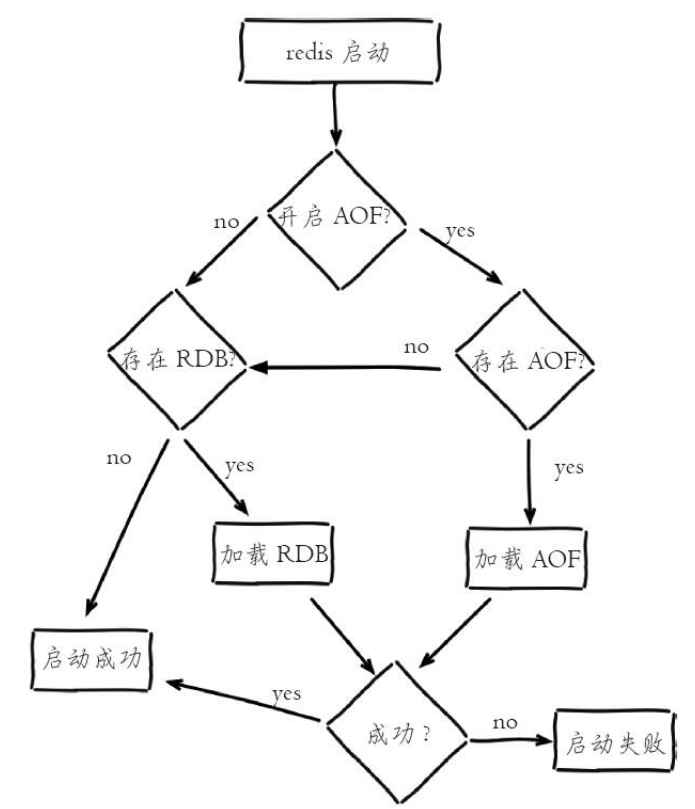 redis 启动
开启 AOF?
no
yes
存在 RDB?
no
存在 AOF?
no
yes
yes
加载 RDB
加载 AOF
启动成功
yes
成功？
no
启动失败